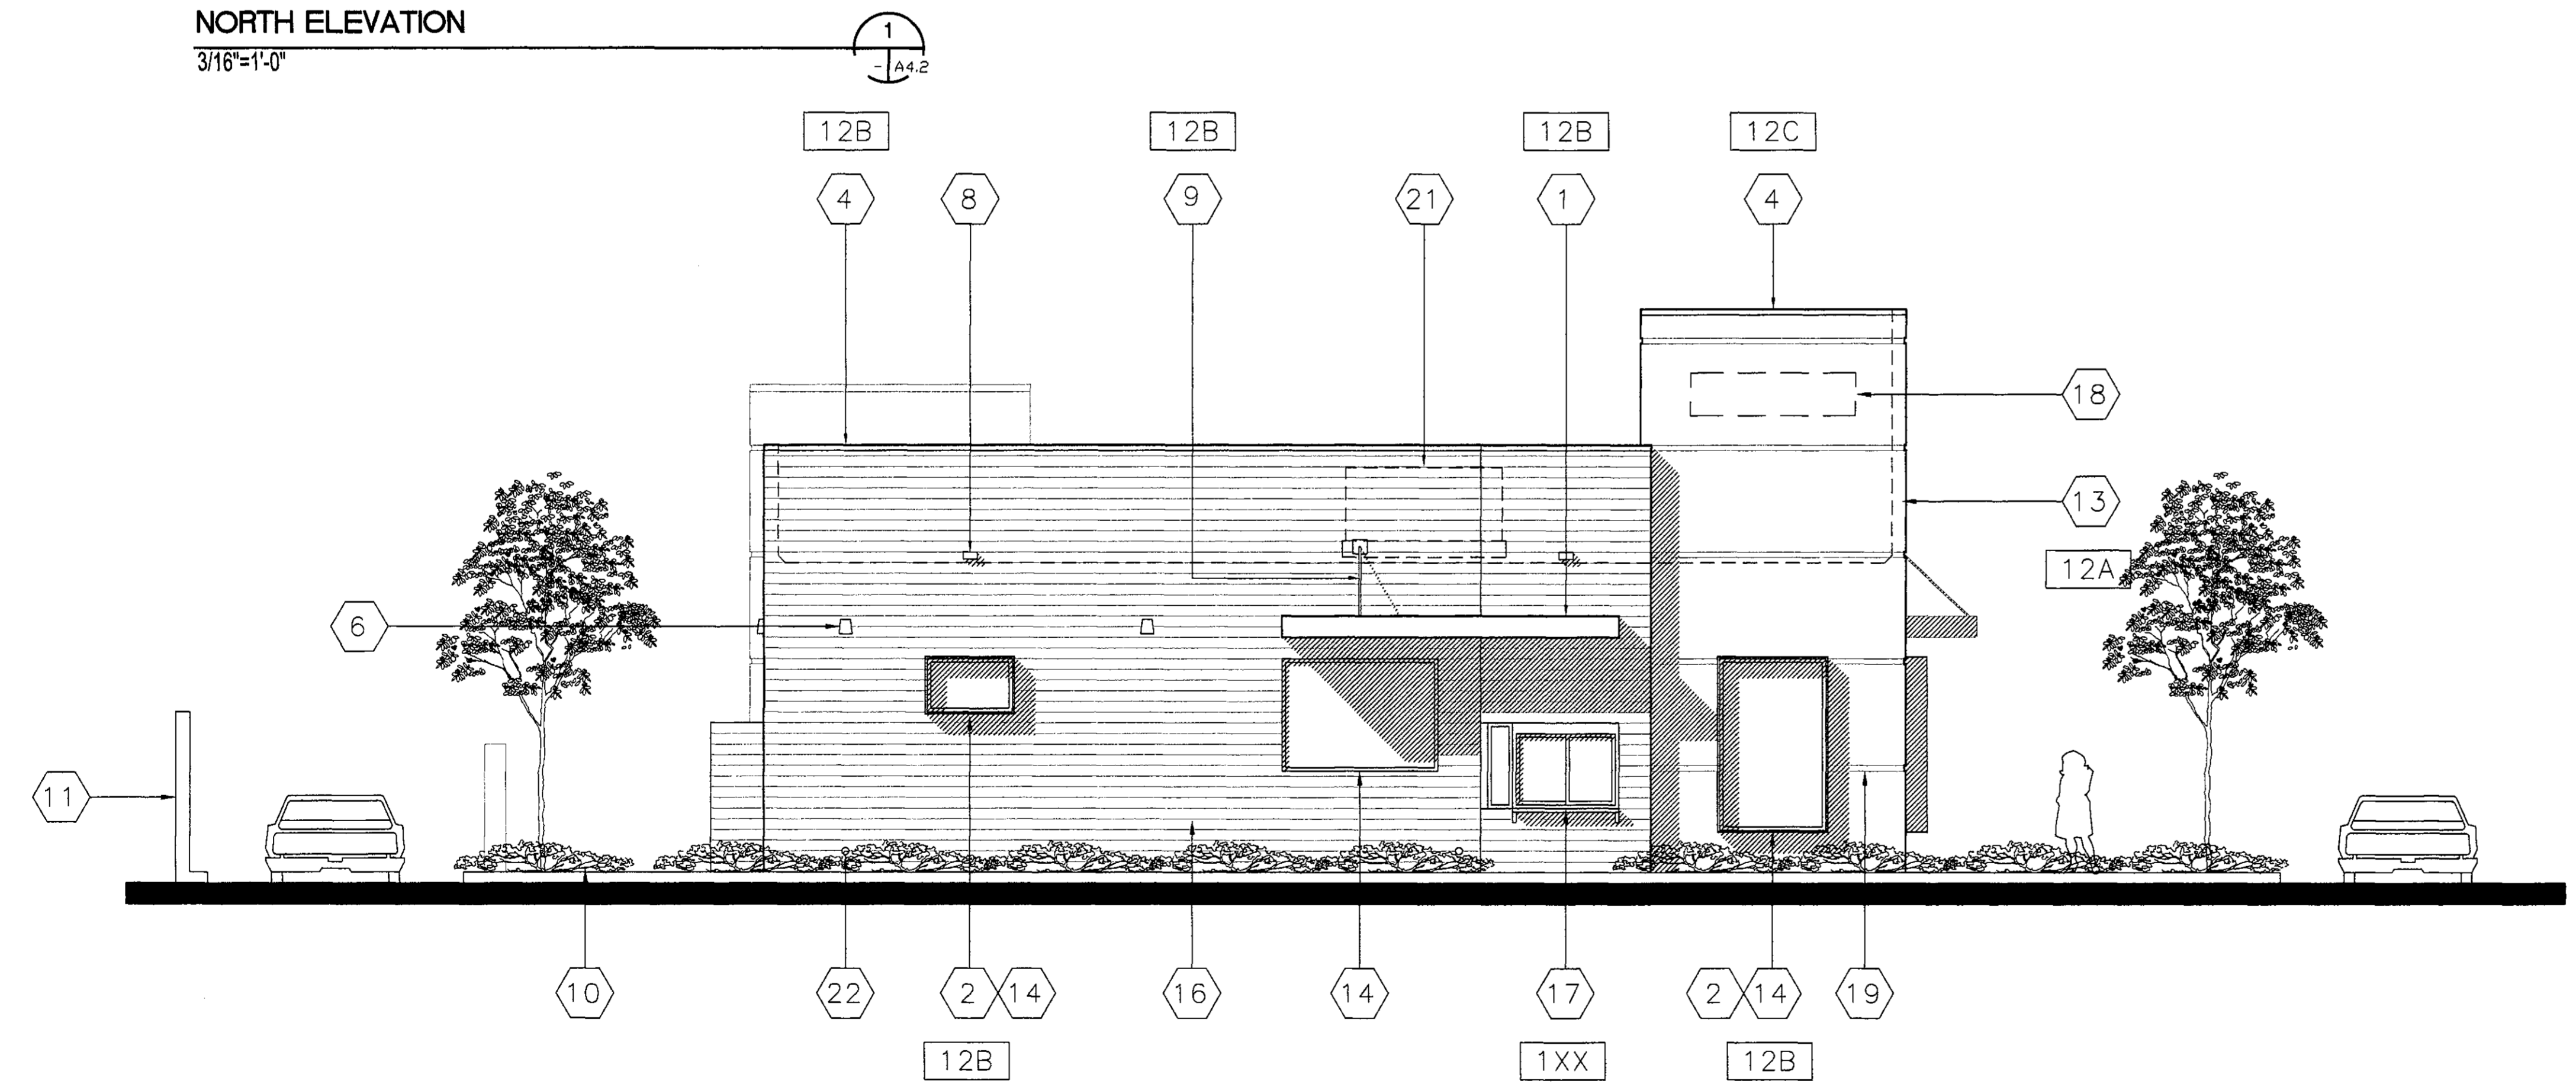 NORTH ELEVATION
3/16"=1'-0"
1
- A4.2
12B 12B 12B 12C
4 8 9 21 1 4
18
13
12A
6
11
10 22 2 14 16 14 17 2 14 19
12B 1XX 12B